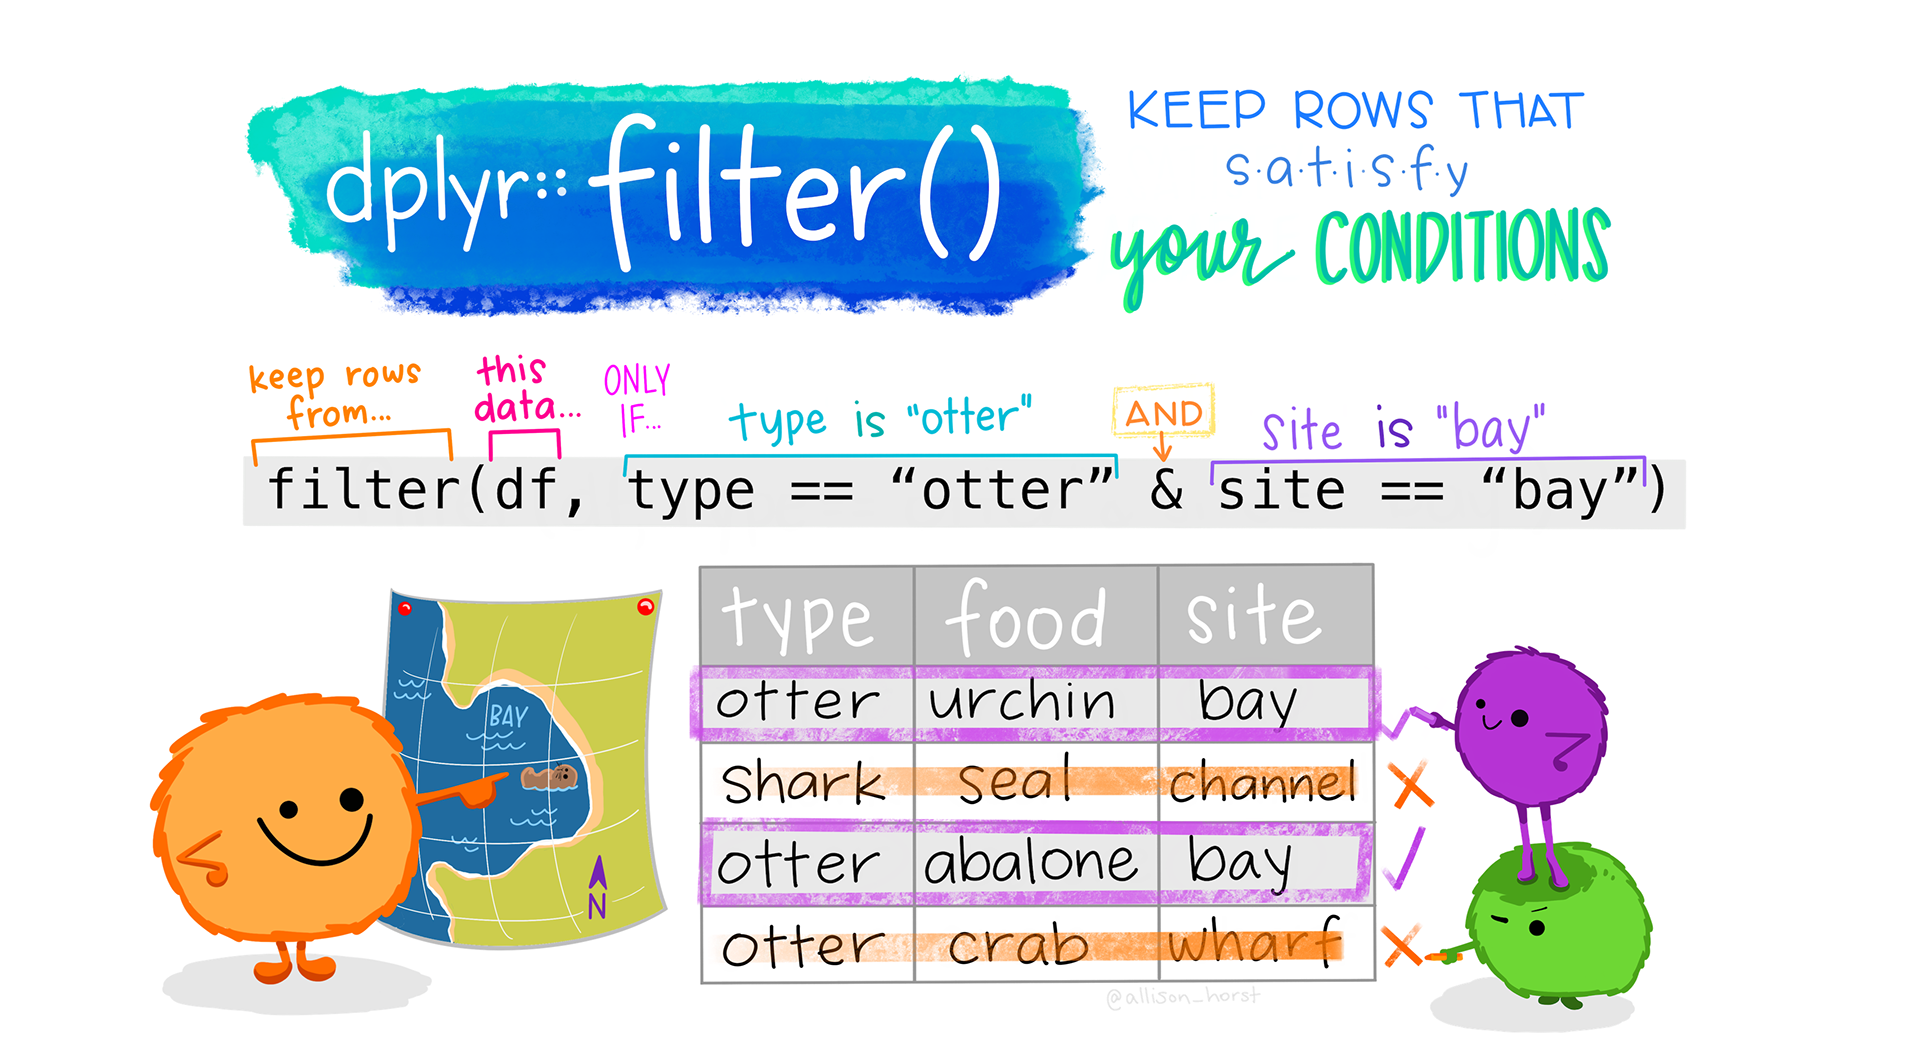 dplyr::filter()
KEEP ROWS THAT
s·a·t·i·s·f·y
your CONDITIONS
keep rows
from...
this
data...
ONLY
IF...
type is "otter"
AND
site is "bay"
filter(df, type == “otter” & site == “bay”)
BAY
N
type food site
otter urchin bay
shark seal channel
otter abalone bay
otter crab wharf
@allison_horst